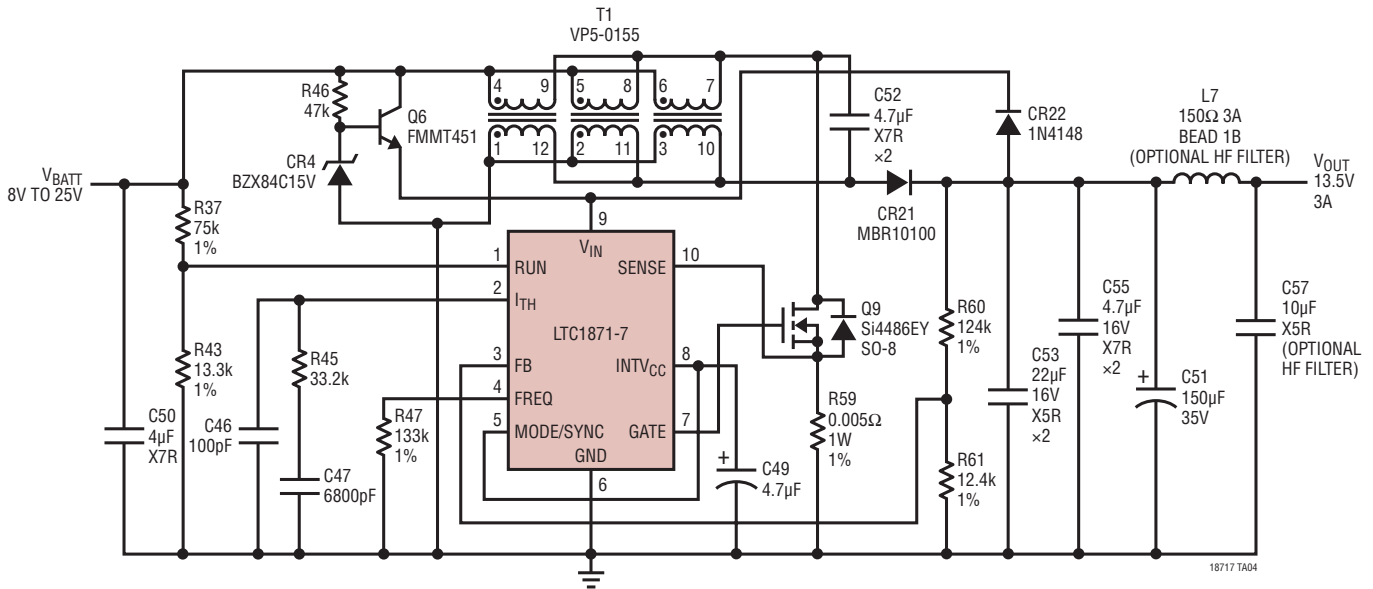 T1
VP5-0155
4
9
5
8
6
7
1
12
2
11
3
10
R46
47k
Q6
FMMT451
CR4
BZX84C15V
C52
4.7µF
X7R
×2
CR22
1N4148
L7
150Ω 3A
BEAD 1B
(OPTIONAL HF FILTER)
VBATT
8V TO 25V
VOUT
13.5V
3A
CR21
MBR10100
R37
75k
1%
9
VIN
1
RUN
SENSE
10
2
ITH
LTC1871-7
3
FB
INTVCC
8
4
FREQ
5
MODE/SYNC
GATE
7
GND
6
Q9
Si4486EY
SO-8
R60
124k
1%
C55
4.7µF
16V
X7R
×2
C57
10µF
X5R
(OPTIONAL
HF FILTER)
R43
13.3k
1%
R45
33.2k
C53
22µF
16V
X5R
×2
+
C51
150µF
35V
C50
4µF
X7R
C46
100pF
R47
133k
1%
R59
0.005Ω
1W
1%
C47
6800pF
+
C49
4.7µF
R61
12.4k
1%
18717 TA04